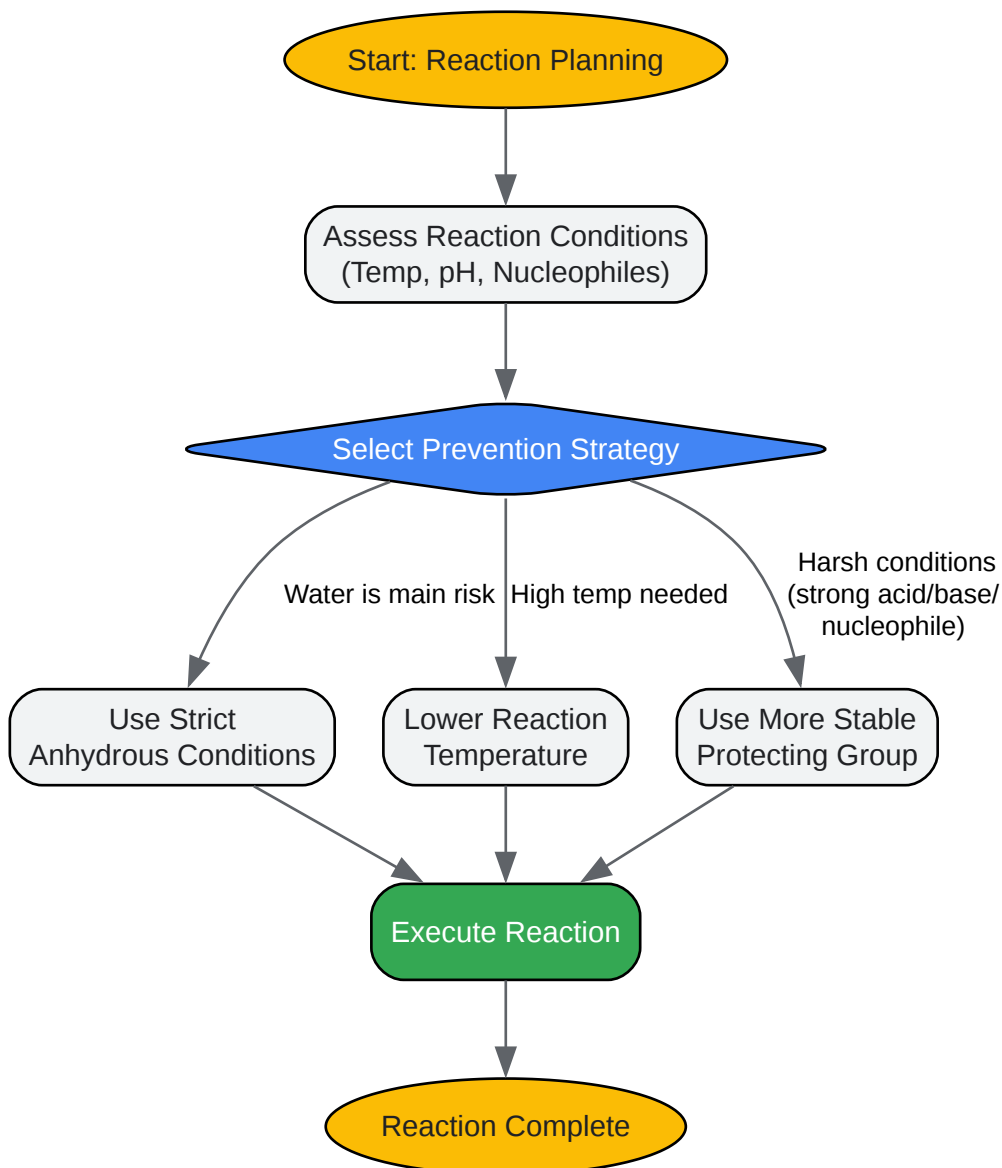 Start: Reaction Planning
Assess Reaction Conditions
(Temp, pH, Nucleophiles)
Select Prevention Strategy
Water is main risk
High temp needed
Harsh conditions
(strong acid/base/
nucleophile)
Use Strict
Anhydrous Conditions
Lower Reaction
Temperature
Use More Stable
Protecting Group
Execute Reaction
Reaction Complete